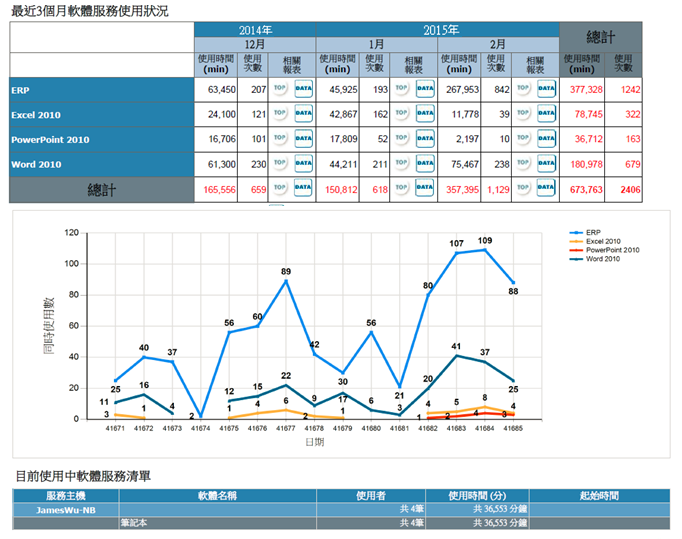 最近3個月軟體服務使用狀況
2014年 2015年 總計
12月 1月 2月
使用時間(min) 使用次數 相關報表 使用時間(min) 使用次數 相關報表 使用時間(min) 使用次數 相關報表 使用時間(min) 使用次數
ERP 63,450 207 TOP DATA 45,925 193 TOP DATA 267,953 842 TOP DATA 377,328 1242
Excel 2010 24,100 121 TOP DATA 42,867 162 TOP DATA 11,778 39 TOP DATA 78,745 322
PowerPoint 2010 16,706 101 TOP DATA 17,809 52 TOP DATA 2,197 10 TOP DATA 36,712 163
Word 2010 61,300 230 TOP DATA 44,211 211 TOP DATA 75,467 238 TOP DATA 180,978 679
總計 165,556 659 TOP DATA 150,812 618 TOP DATA 357,395 1,129 TOP DATA 673,763 2406
同時使用數
120
100
80
60
40
20
0
25 40 37 2 56 60 89 42 30 56 21 80 107 109 88
11 16 4 12 15 22 9 17 6 3 20 41 37 25
3 1 1 4 6 2 1 4 5 8 4
1 2 4 3
41671 41672 41673 41674 41675 41676 41677 41678 41679 41480 41881 41682 41683 41684 41685
日期
ERP
Excel 2010
PowerPoint 2010
Word 2010
目前使用中軟體服務清單
服務主機 軟體名稱 使用者 使用時間 (分) 起始時間
JamesWu-NB 共 4筆 共 36,553 分鐘
筆記本 共 4筆 共 36,553 分鐘